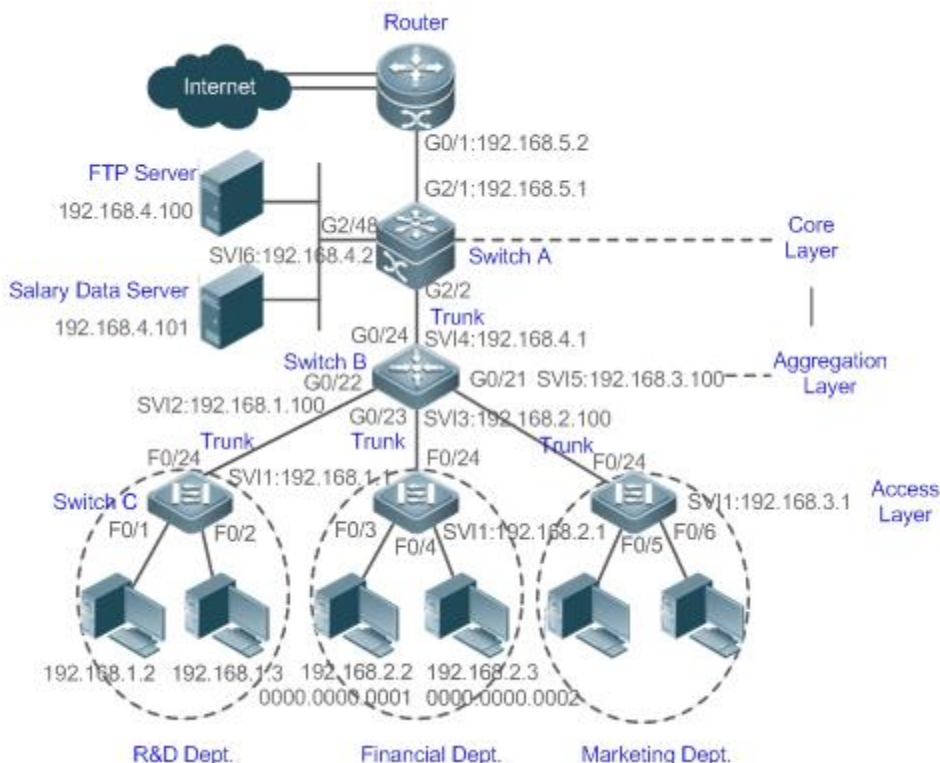 Router
Internet
G0/1:192.168.5.2
FTP Server
192.168.4.100
G2/1:192.168.5.1
G2/48
SVI6:192.168.4.2
Switch A
Core
Layer
Salary Data Server
192.168.4.101
G2/2
Trunk
G0/24
SVI4:192.168.4.1
Switch B
G0/22
G0/21
SVI5:192.168.3.100
Aggregation
Layer
SVI2:192.168.1.100
G0/23
SVI3:192.168.2.100
Trunk
Trunk
Trunk
F0/24
F0/24
F0/24
SVI1:192.168.1.1
Switch C
SVI1:192.168.3.1
Access
Layer
F0/1
F0/2
F0/3
F0/4
SVI1:192.168.2.1
F0/5
F0/6
192.168.1.2
192.168.1.3
192.168.2.2
192.168.2.3
0000.0000.0001
0000.0000.0002
R&D Dept.
Financial Dept.
Marketing Dept.